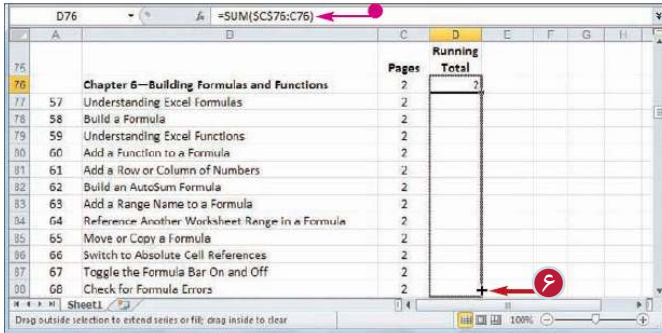 D76 fx =SUM($C$76:C76)
A B C D E F G H
Running
75 Pages Total
76 Chapter 6—Building Formulas and Functions 2 2
77 57 Understanding Excel Formulas 2
78 58 Build a Formula 2
79 59 Understanding Excel Functions 2
80 60 Add a Function to a Formula 2
81 61 Add a Row or Column of Numbers 2
82 62 Build an AutoSum Formula 2
83 63 Add a Range Name to a Formula 2
84 64 Reference Another Worksheet Range in a Formula 2
85 65 Move or Copy a Formula 2
86 66 Switch to Absolute Cell References 2
87 67 Toggle the Formula Bar On and Off 2
88 68 Check for Formula Errors 2
۶
Sheet1
Drag outside selection to extend series or fill; drag inside to clear 100%